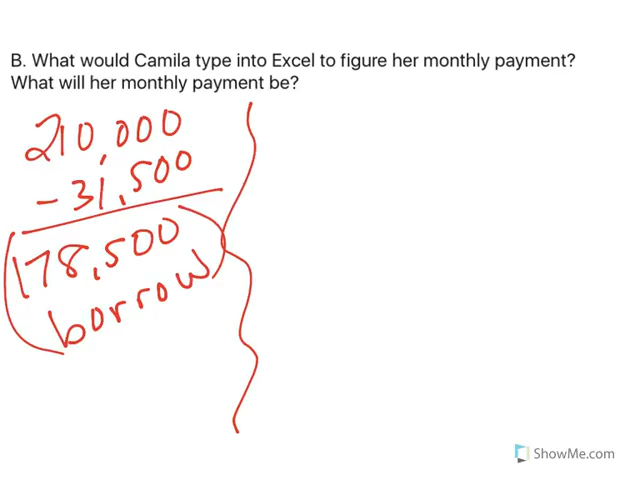 B. What would Camila type into Excel to figure her monthly payment?
What will her monthly payment be?
210,000
- 31,500
178,500
borrow
ShowMe.com